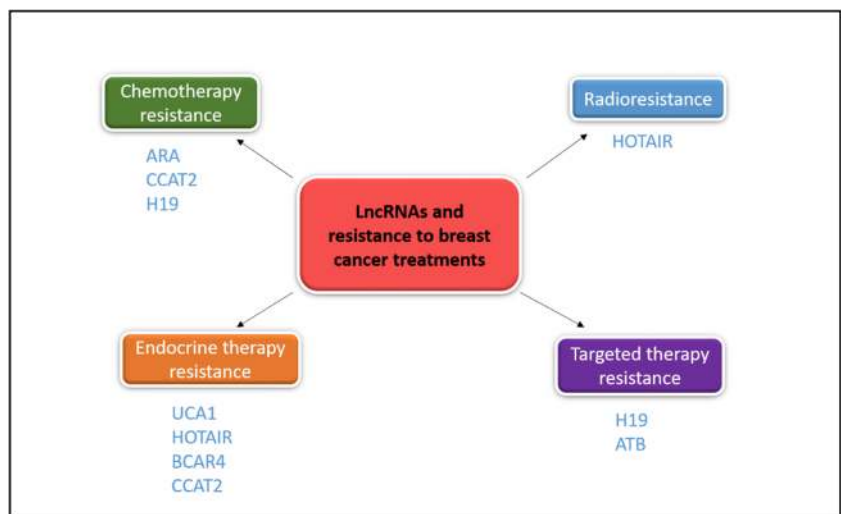 Chemotherapy
resistance
ARA
CCAT2
H19
Radioresistance
HOTAIR
LncRNAs and
resistance to breast
cancer treatments
Endocrine therapy
resistance
UCA1
HOTAIR
BCAR4
CCAT2
Targeted therapy
resistance
H19
ATB